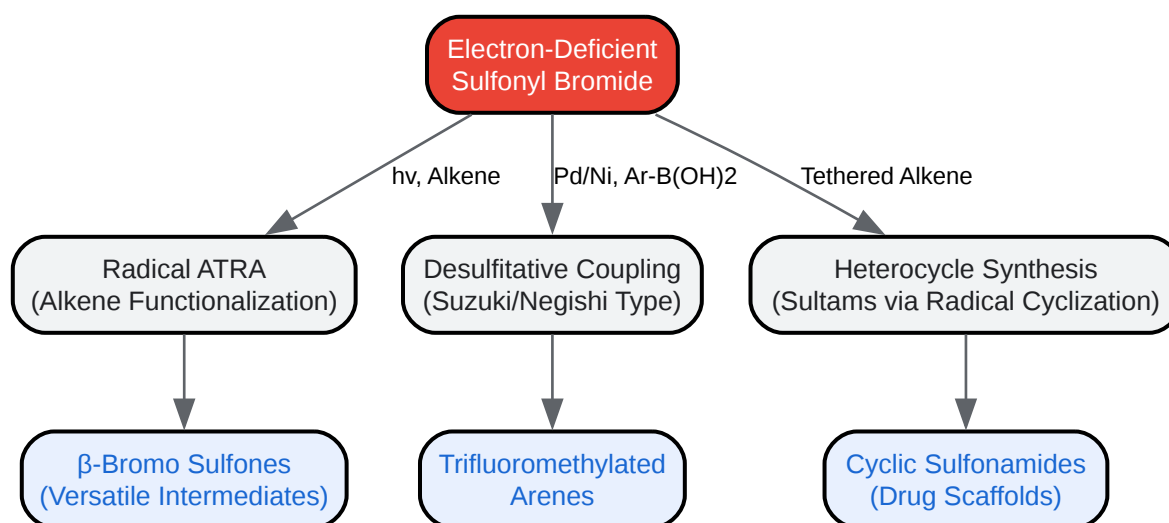 Electron-Deficient
Sulfonyl Bromide
hv, Alkene
Pd/Ni, Ar-B(OH)2
Tethered Alkene
Radical ATRA
(Alkene Functionalization)
Desulfitative Coupling
(Suzuki/Negishi Type)
Heterocycle Synthesis
(Sultams via Radical Cyclization)
β-Bromo Sulfones
(Versatile Intermediates)
Trifluoromethylated
Arenes
Cyclic Sulfonamides
(Drug Scaffolds)